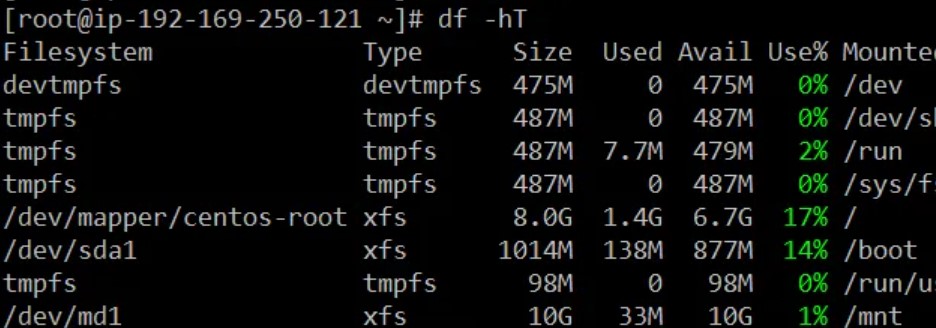 [root@ip-192-169-250-121 ~]# df -hT
Filesystem Type Size Used Avail Use% Mounted
devtmpfs devtmpfs 475M 0 475M 0% /dev
tmpfs tmpfs 487M 0 487M 0% /dev/sh
tmpfs tmpfs 487M 7.7M 479M 2% /run
tmpfs tmpfs 487M 0 487M 0% /sys/fs
/dev/mapper/centos-root xfs 8.0G 1.4G 6.7G 17% /
/dev/sda1 xfs 1014M 138M 877M 14% /boot
tmpfs tmpfs 98M 0 98M 0% /run/us
/dev/md1 xfs 10G 33M 10G 1% /mnt